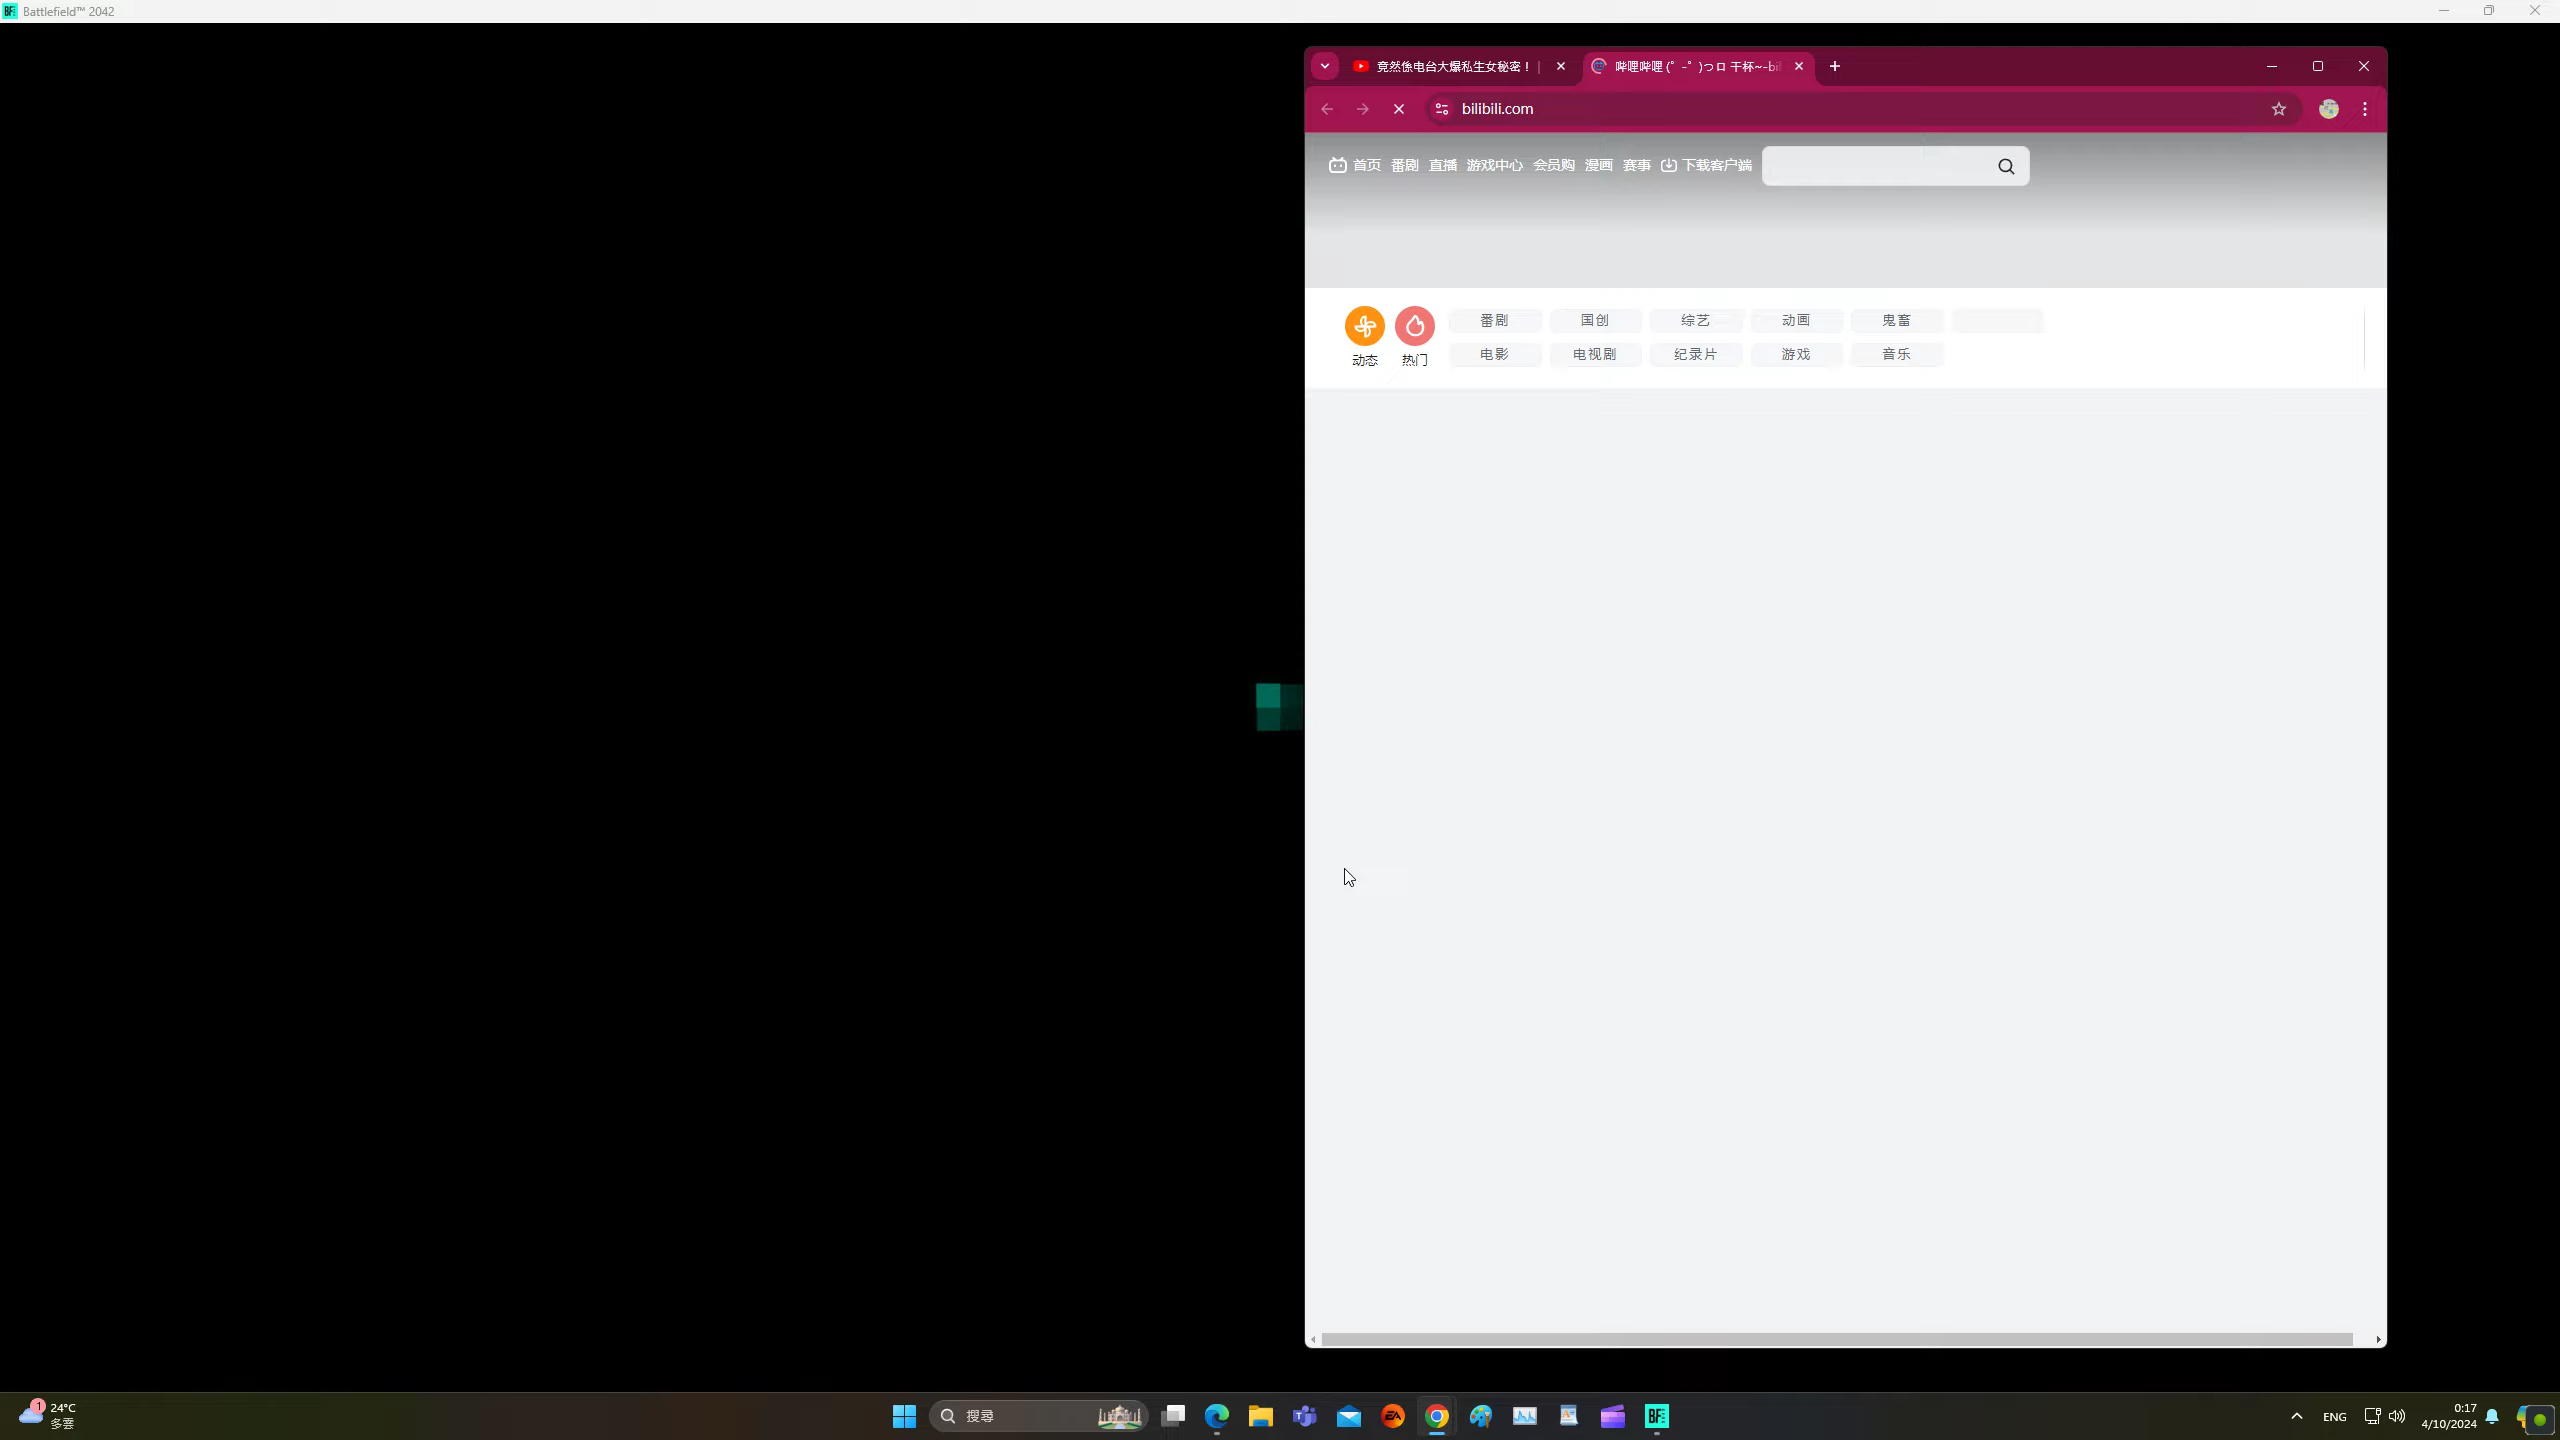 Battlefield™ 2042
竟然係电台大爆私生女秘密！ |
哔哩哔哩 (゜-゜)つロ 干杯~-bil
bilibili.com
首页 番剧 直播 游戏中心 会员购 漫画 赛事 下载客户端
番剧 国创 综艺 动画 鬼畜
动态 热门
电影 电视剧 纪录片 游戏 音乐
1
24°C
多雲
搜尋
ENG
0:17
4/10/2024